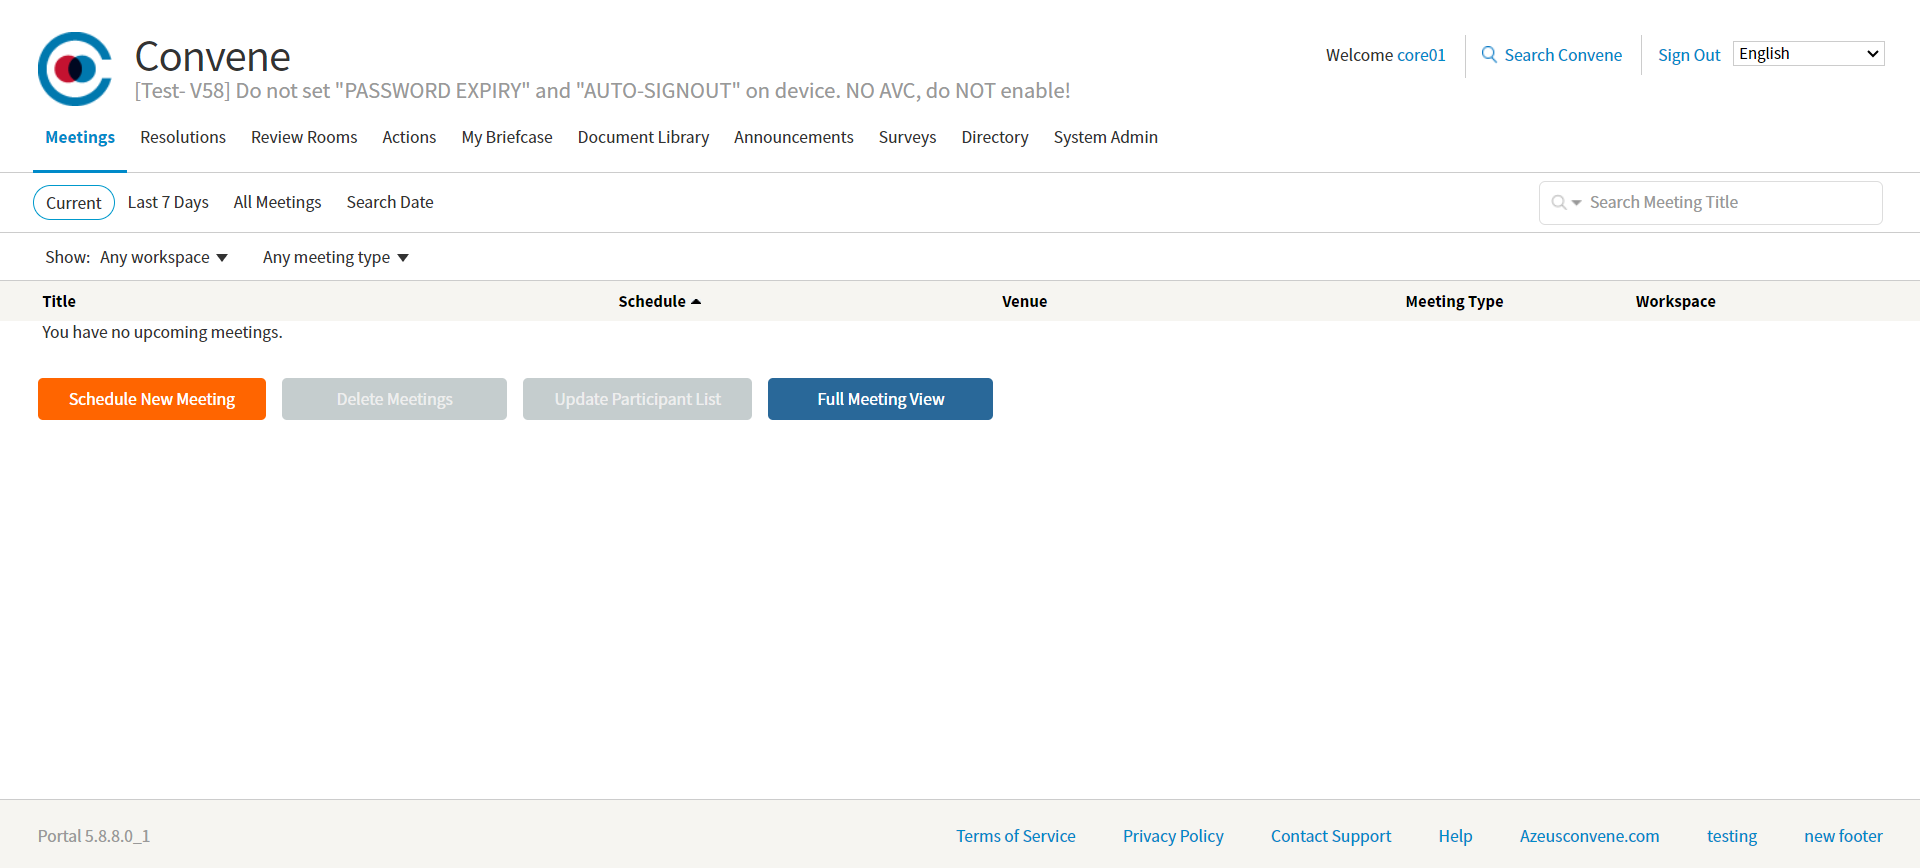 Convene
[Test- V58] Do not set "PASSWORD EXPIRY" and "AUTO-SIGNOUT" on device. NO AVC, do NOT enable!
Welcome core01 Search Convene Sign Out English
Meetings Resolutions Review Rooms Actions My Briefcase Document Library Announcements Surveys Directory System Admin
Current Last 7 Days All Meetings Search Date Search Meeting Title
Show: Any workspace Any meeting type
Title Schedule Venue Meeting Type Workspace
You have no upcoming meetings.
Schedule New Meeting Delete Meetings Update Participant List Full Meeting View
Portal 5.8.8.0_1 Terms of Service Privacy Policy Contact Support Help Azeusconvene.com testing new footer